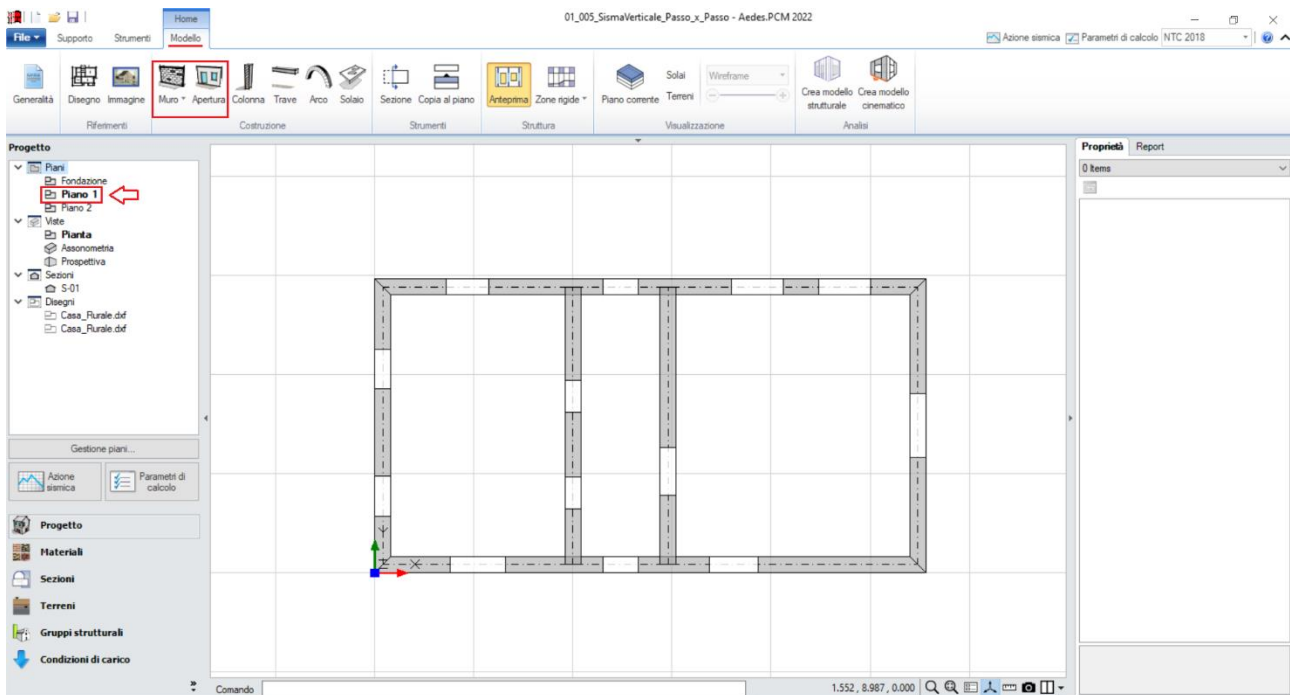 Home
01_005_SismaVerticale_Passo_x_Passo - Aedes.PCM 2022
File Supporto Strumenti Modello
Azione sismica Parametri di calcolo NTC 2018
Generalità Disegno Immagine Muro Apertura Colonna Trave Arco Solaio Sezione Copia al piano Anteprima Zone rigide Piano corrente
Solai Wireframe
Terreni
Crea modello strutturale Crea modello cinematico
Riferimenti Costruzione Strumenti Struttura Visualizzazione Analisi
Progetto
Piani
Fondazione
Piano 1
Piano 2
Viste
Pianta
Assonometria
Prospettiva
Sezioni
S-01
Disegni
Casa_Rurale.dxf
Casa_Rurale.dxf
Gestione piani...
Azione sismica
Parametri di calcolo
Progetto
Materiali
Sezioni
Terreni
Gruppi strutturali
Condizioni di carico
Y
Z X
Comando
1.552 , 8.987 , 0.000
Proprietà Report
0 Items